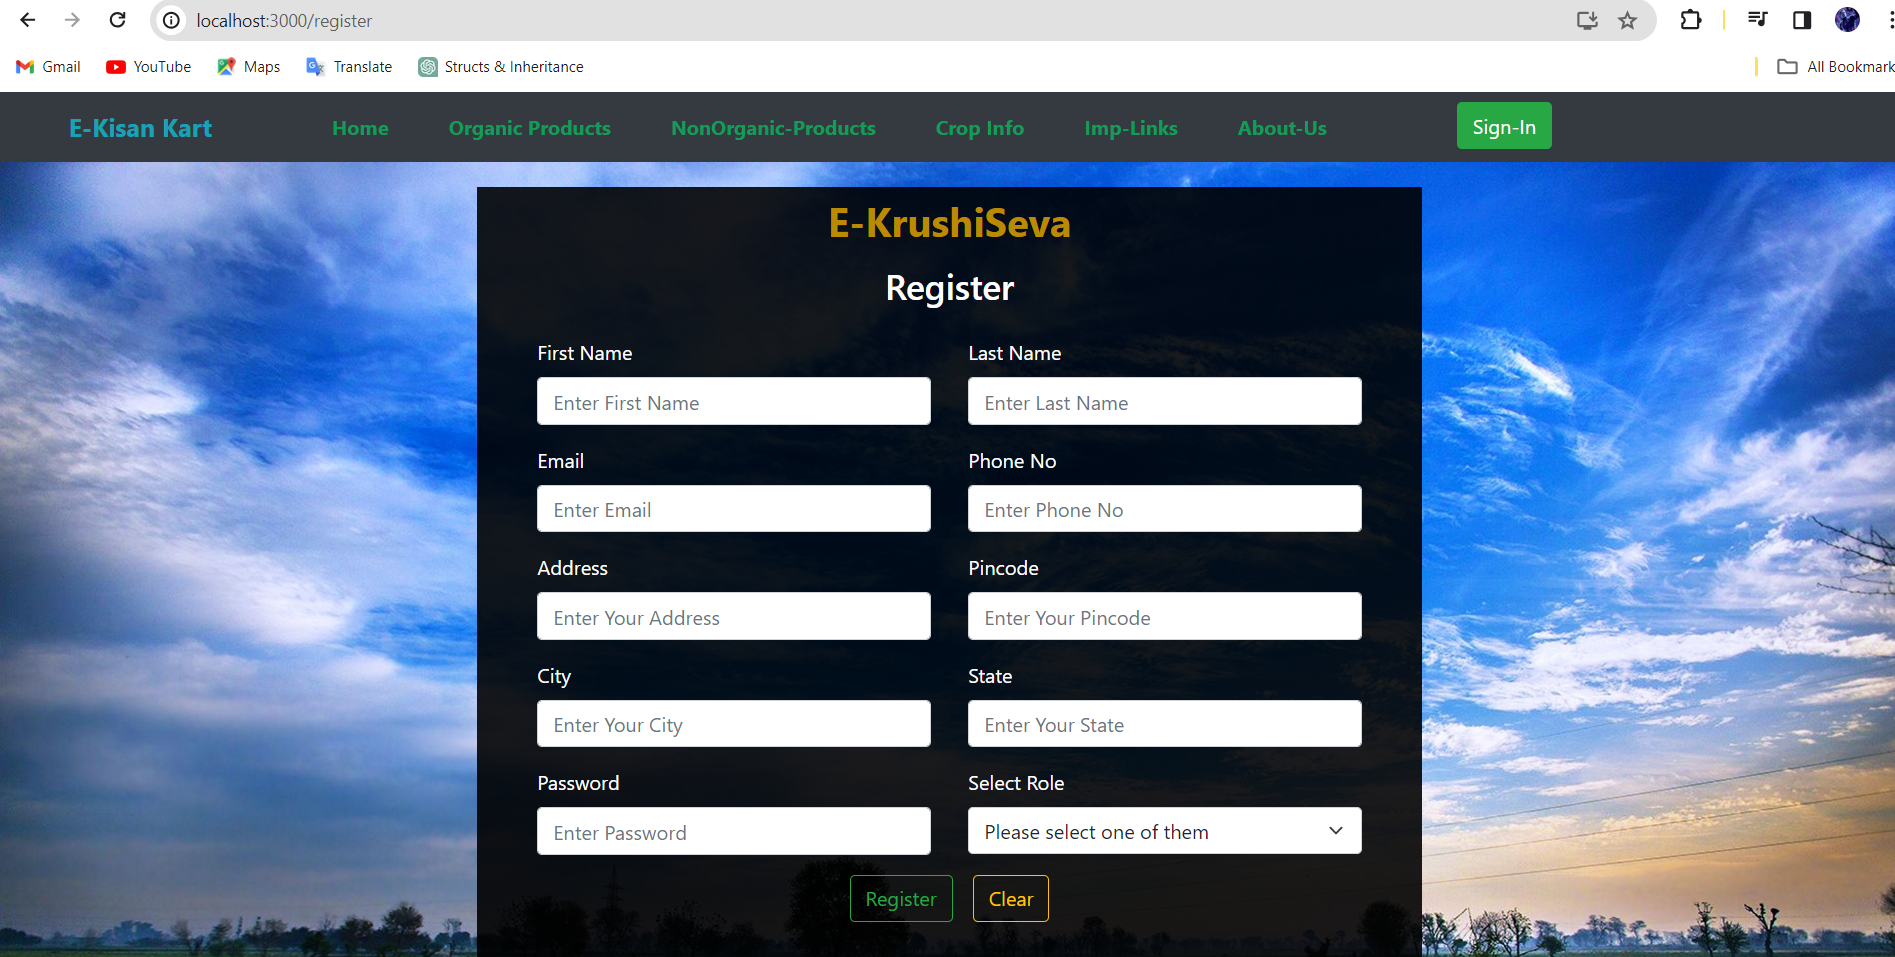 localhost:3000/register
Gmail YouTube Maps Translate Structs & Inheritance All Bookmark
E-Kisan Kart Home Organic Products NonOrganic-Products Crop Info Imp-Links About-Us Sign-In
E-KrushiSeva
Register
First Name Last Name
Enter First Name Enter Last Name
Email Phone No
Enter Email Enter Phone No
Address Pincode
Enter Your Address Enter Your Pincode
City State
Enter Your City Enter Your State
Password Select Role
Enter Password Please select one of them
Register Clear